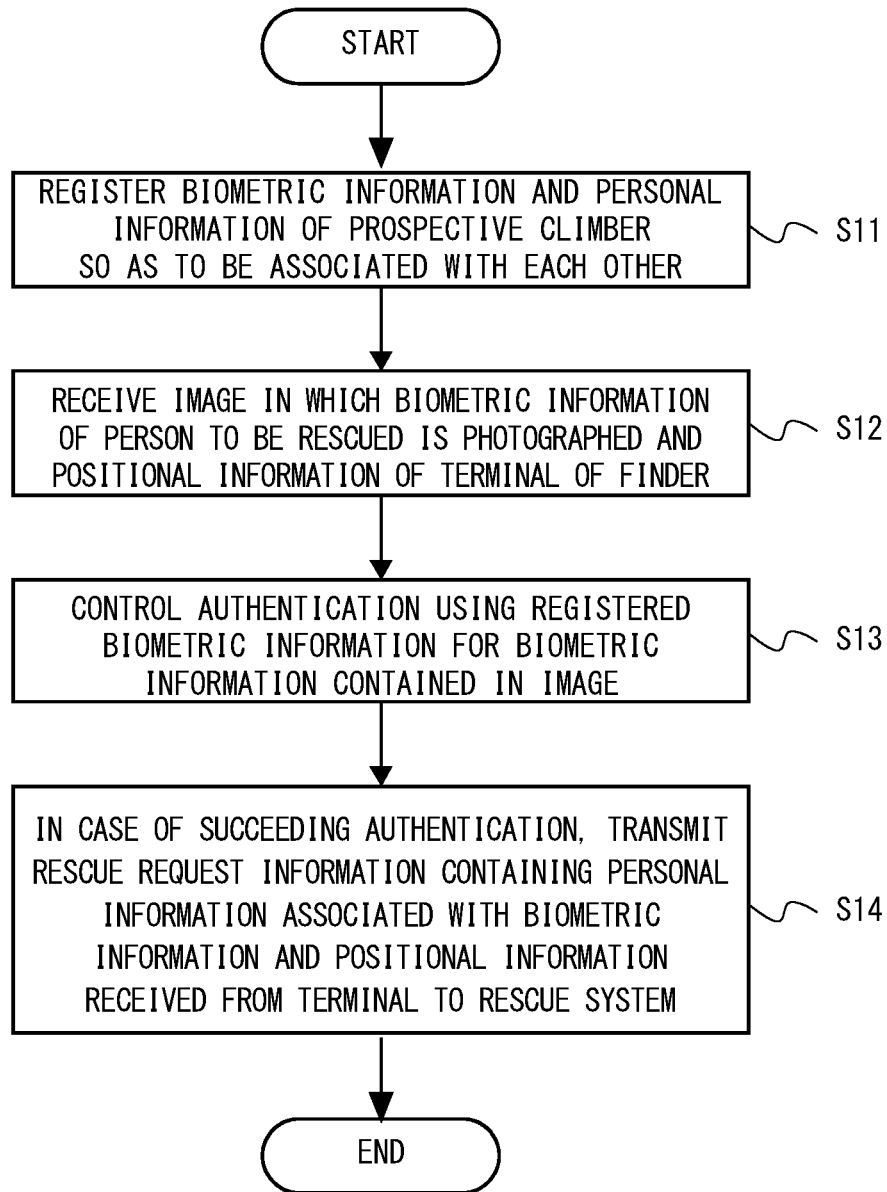 START
REGISTER BIOMETRIC INFORMATION AND PERSONAL
INFORMATION OF PROSPECTIVE CLIMBER
SO AS TO BE ASSOCIATED WITH EACH OTHER
S11
RECEIVE IMAGE IN WHICH BIOMETRIC INFORMATION
OF PERSON TO BE RESCUED IS PHOTOGRAPHED AND
POSITIONAL INFORMATION OF TERMINAL OF FINDER
S12
CONTROL AUTHENTICATION USING REGISTERED
BIOMETRIC INFORMATION FOR BIOMETRIC
INFORMATION CONTAINED IN IMAGE
S13
IN CASE OF SUCCEEDING AUTHENTICATION, TRANSMIT
RESCUE REQUEST INFORMATION CONTAINING PERSONAL
INFORMATION ASSOCIATED WITH BIOMETRIC
INFORMATION AND POSITIONAL INFORMATION
RECEIVED FROM TERMINAL TO RESCUE SYSTEM
S14
END